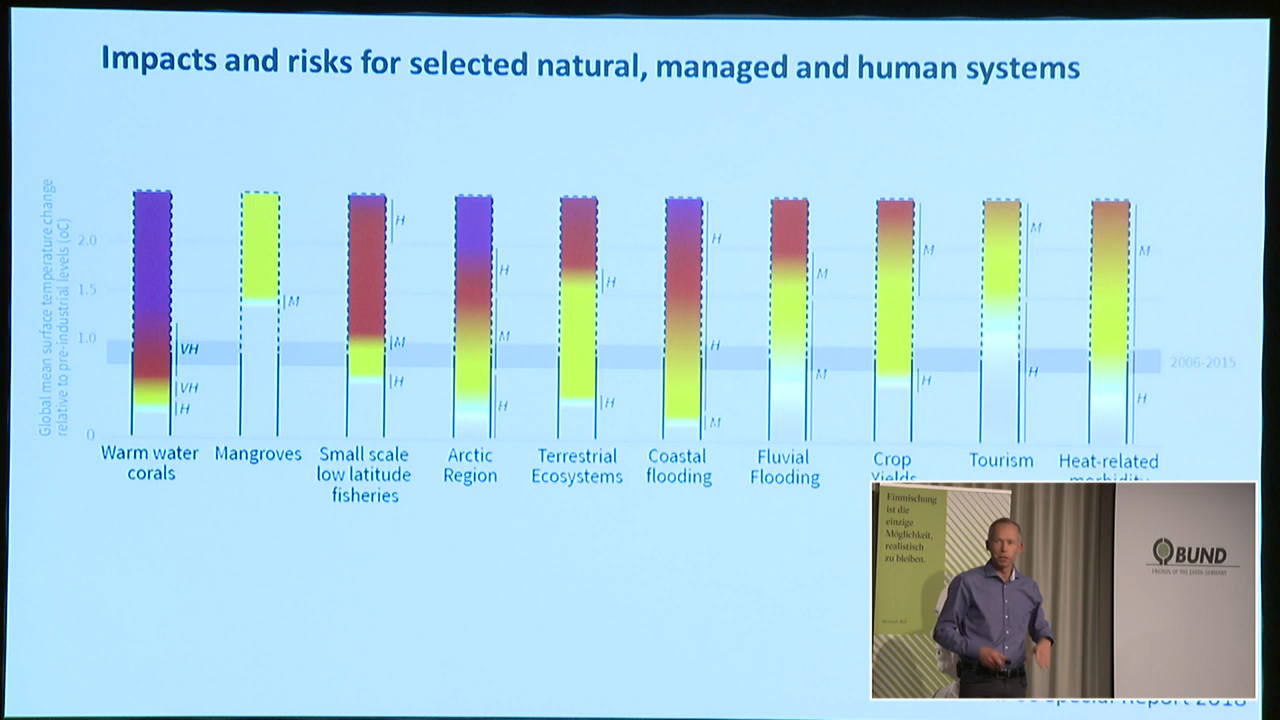 Impacts and risks for selected natural, managed and human systems
Global mean surface temperature change
relative to pre-industrial levels (oC)
2.0
1.5
1.0
0
2006-2015
VH
VH
H
M
H
M
H
H
M
H
H
H
H
H
M
M
M
M
H
M
H
M
H
Warm water
corals
Mangroves
Small scale
low latitude
fisheries
Arctic
Region
Terrestrial
Ecosystems
Coastal
flooding
Fluvial
Flooding
Crop
Yields
Tourism
Heat-related
morbidity
Einmischung
ist die
einzige
Möglichkeit,
realistisch
zu bleiben.
BUND
FRIENDS OF THE EARTH GERMANY
Special Report 2018